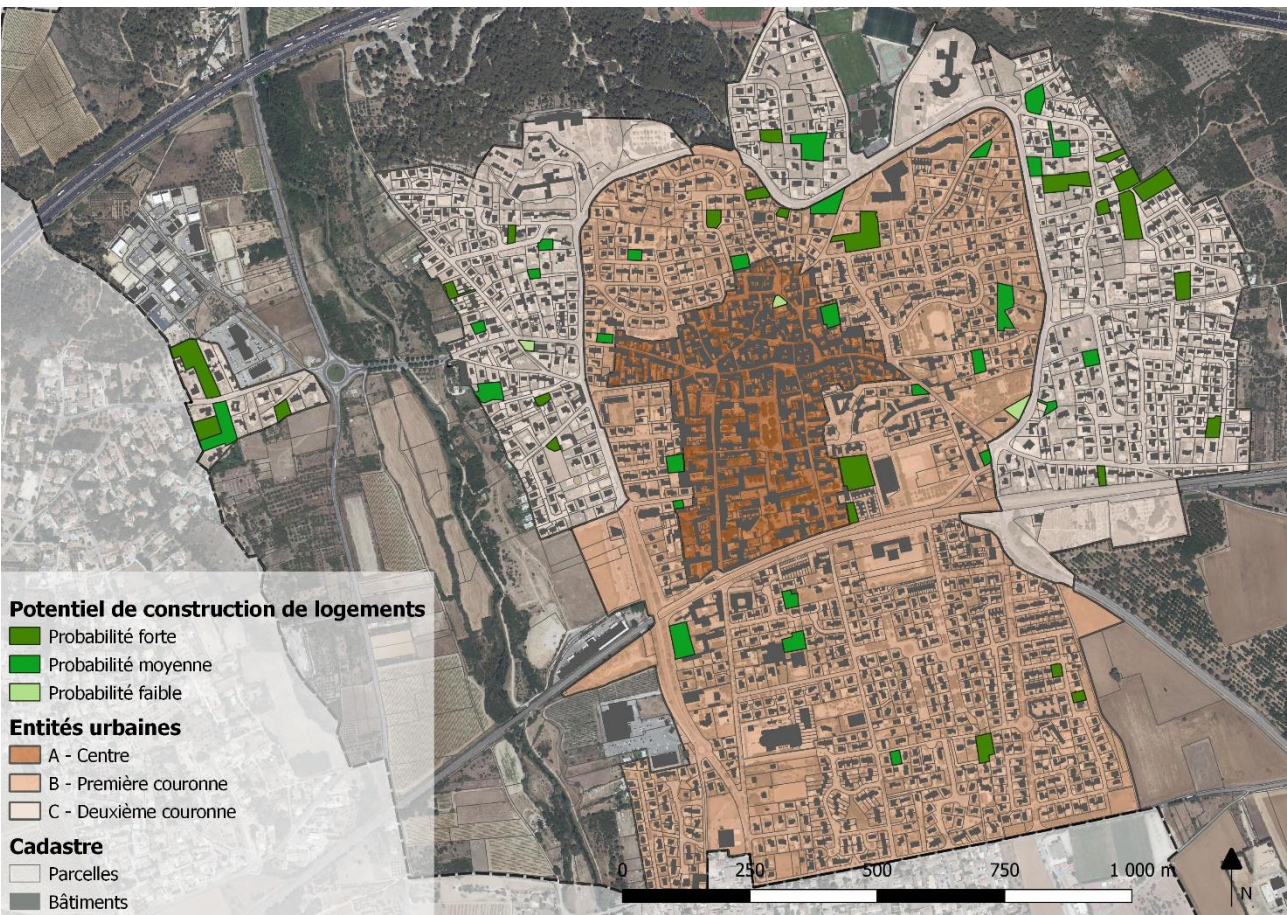 Potentiel de construction de logements
Probabilité forte
Probabilité moyenne
Probabilité faible
Entités urbaines
A - Centre
B - Première couronne
C - Deuxième couronne
Cadastre
Parcelles
Bâtiments
0 250 500 750 1 000 m
N